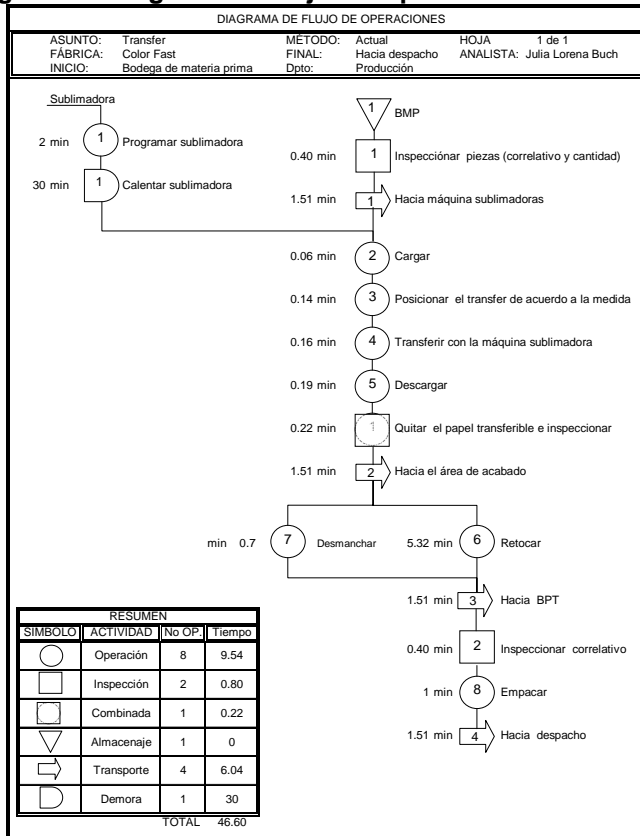 DIAGRAMA DE FLUJO DE OPERACIONES
ASUNTO: Transfer MÉTODO: Actual HOJA 1 de 1
FÁBRICA: Color Fast FINAL: Hacia despacho ANALISTA: Julia Lorena Buch
INICIO: Bodega de materia prima Dpto: Producción
Sublimadora
1 BMP
2 min 1 Programar sublimadora
0.40 min 1 Inspecciónar piezas (correlativo y cantidad)
30 min 1 Calentar sublimadora
1.51 min 1 Hacia máquina sublimadoras
0.06 min 2 Cargar
0.14 min 3 Posicionar el transfer de acuerdo a la medida
0.16 min 4 Transferir con la máquina sublimadora
0.19 min 5 Descargar
0.22 min 1 Quitar el papel transferible e inspeccionar
1.51 min 2 Hacia el área de acabado
min 0.7 7 Desmanchar 5.32 min 6 Retocar
1.51 min 3 Hacia BPT
0.40 min 2 Inspeccionar correlativo
1 min 8 Empacar
1.51 min 4 Hacia despacho
RESUMEN
SIMBOLO ACTIVIDAD No OP. Tiempo
Operación 8 9.54
Inspección 2 0.80
Combinada 1 0.22
Almacenaje 1 0
Transporte 4 6.04
Demora 1 30
TOTAL 46.60